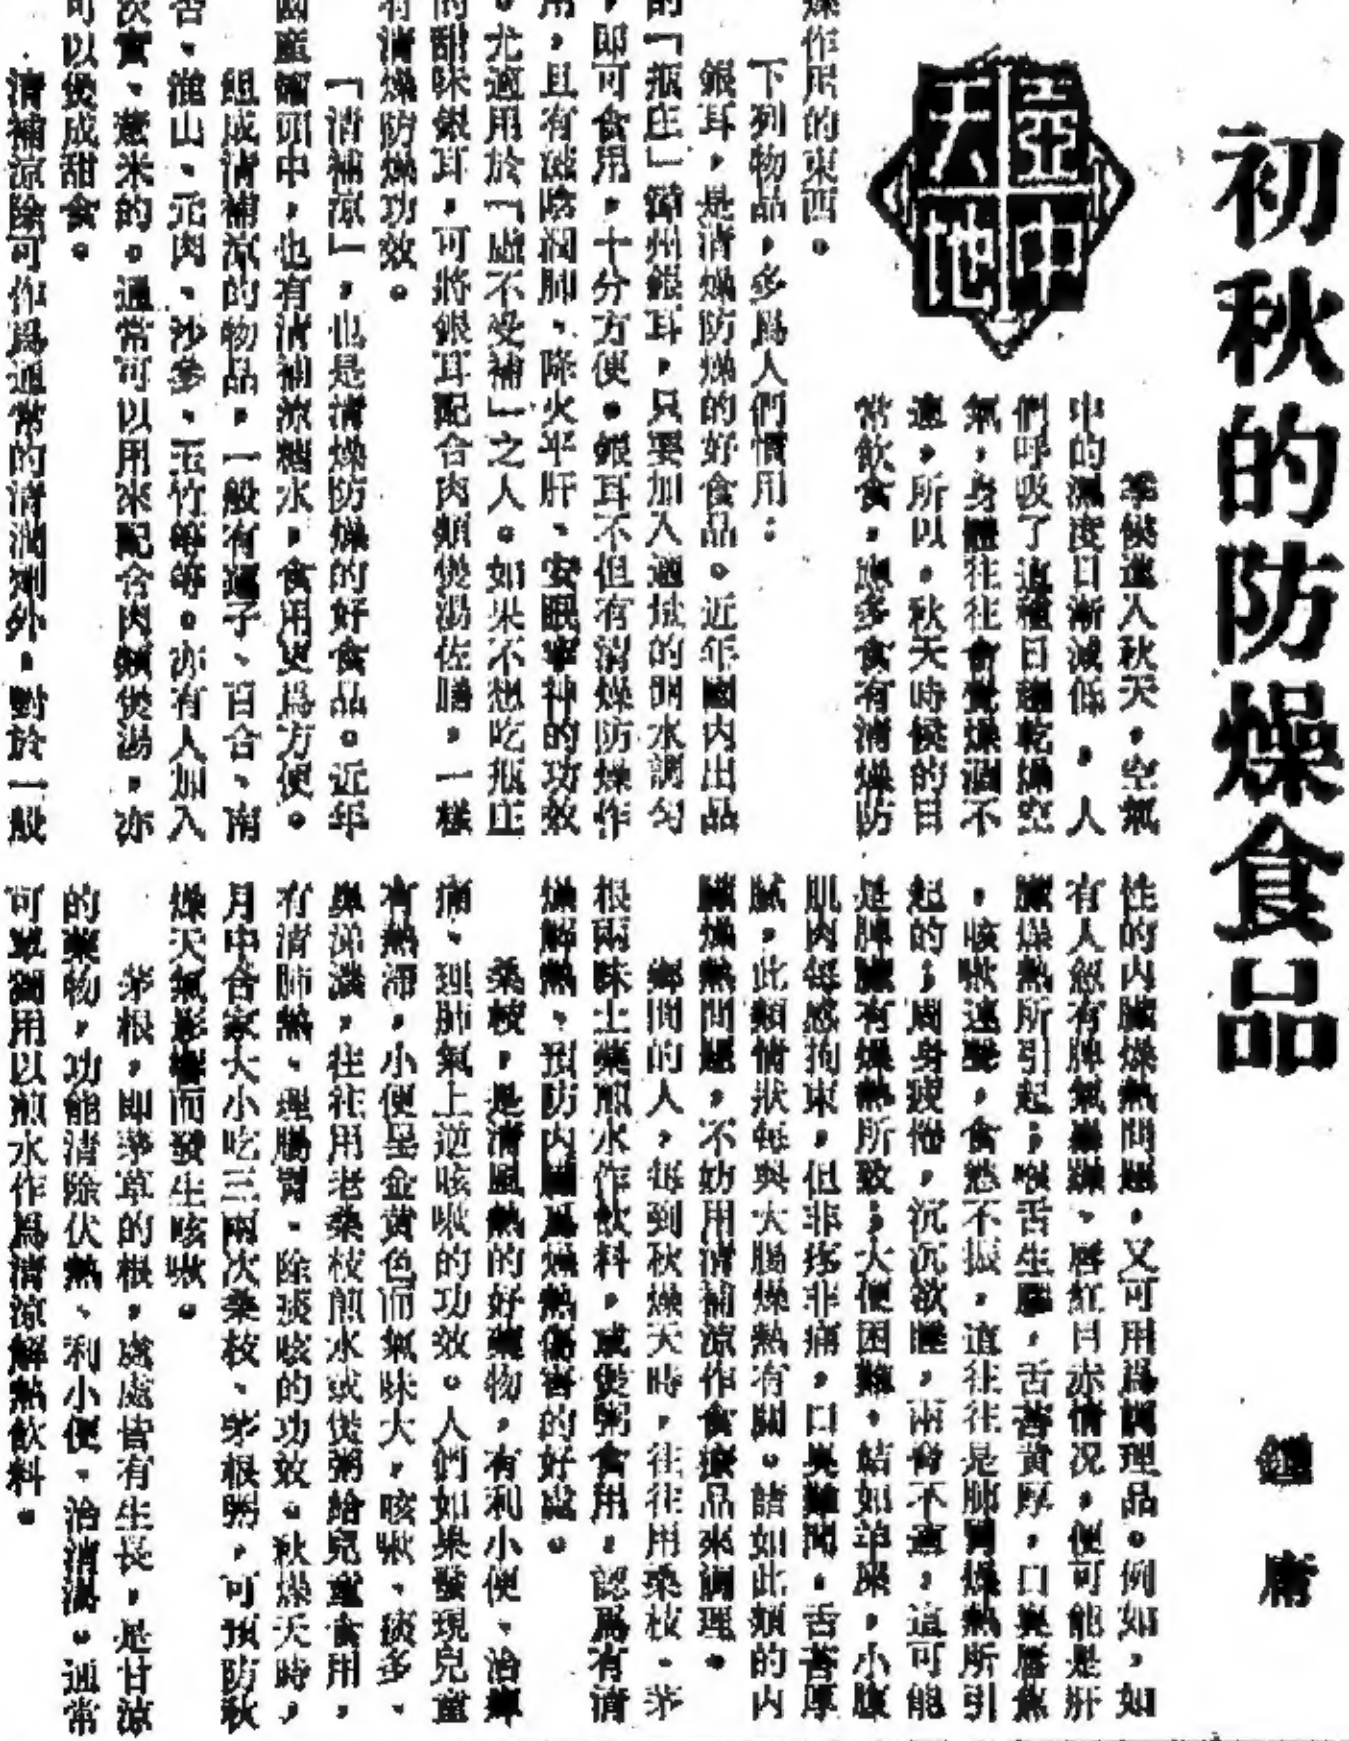 初秋的防燥食品
鍾庸
壺中
天地
季候進入秋天，空氣
中的濕度日漸減低，人
們呼吸了這種日趨乾燥空
氣，身體往往會覺燥涸不
適，所以，秋天時候的日
常飲食，應多食有清燥防
燥作用的東西。
下列物品，多爲人們慣用：
銀耳，是清燥防燥的好食品。近年國內出品
的「瓶庄」漳州銀耳，只要加入適量的開水調勻
，即可食用，十分方便。銀耳不但有清燥防燥作
用，且有滋陰潤肺、降火平肝、安眠寧神的功效
。尤適用於「虛不受補」之人。如果不想吃瓶庄
的甜味銀耳，可將銀耳配合肉類煲湯佐膳，一樣
有清燥防燥功效。
「清補涼」，也是清燥防燥的好食品。近年
國產罐頭中，也有清補涼糖水，食用更爲方便。
組成清補涼的物品，一般有蓮子、百合、南
杏、淮山、元肉、沙參、玉竹等等。亦有人加入
茨實、薏米的。通常可以用來配合肉類煲湯，亦
可以煲成甜食。
清補涼除可作爲通常的清潤劑外，對於一般
性的內臟燥熱問題，又可用爲調理品。例如，如
有人忽有脾氣暴躁、唇紅目赤情况，便可能是肝
臟燥熱所引起；喉舌生瘡，舌苔黃厚，口臭唇焦
，咳嗽連聲，食慾不振，這往往是肺胃燥熱所引
起的；周身疲倦，沉沉欲睡，兩脅不適，這可能
是脾臟有燥熱所致；大便困難，結如羊屎，小腹
肌肉每感拘束，但非疼非痛，口臭難聞，舌苔厚
膩，此類情狀每與大腸燥熱有關。諸如此類的內
臟燥熱問題，不妨用清補涼作食療品來調理。
鄉間的人，每到秋燥天時，往往用桑枝、茅
根兩味土藥煎水作飲料，或煲粥食用，認爲有清
燥解熱、預防內臟爲燥熱傷害的好處。
桑枝，是清風熱的好藥物，有利小便、治痺
痛、理肺氣上逆咳嗽的功效。人們如果發現兒童
有熱滯，小便呈金黃色而氣味大，咳嗽、痰多、
鼻涕濃，往往用老桑枝煎水或煲粥給兒童食用，
有清肺熱、理腸胃、除痰咳的功效。秋燥天時，
月中合家大小吃三兩次桑枝、茅根粥，可預防秋
燥天氣影響而發生咳嗽。
茅根，即茅草的根，處處皆有生長，是甘涼
的藥物，功能清除伏熱、利小便、治消渴。通常
可單獨用以煎水作爲清涼解熱飲料。